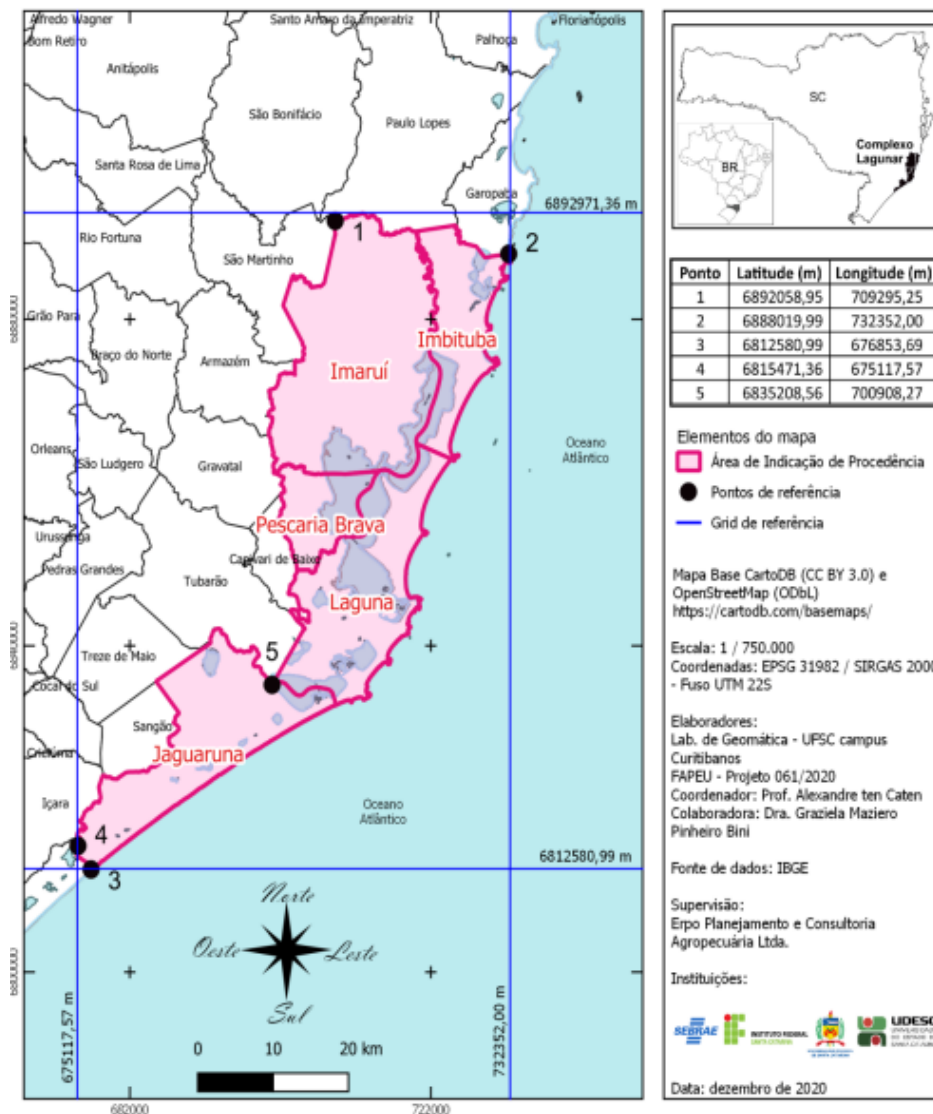 Alfredo Wagner
Santo Amaro da Imperatriz
Florianópolis
Bom Retiro
Palhoça
Anitápolis
São Bonifácio
Paulo Lopes
Santa Rosa de Lima
Garopaba
6892971,36 m
1
2
Rio Fortuna
São Martinho
6880000
Grão Pará
Imbituba
Braço do Norte
Armazém
Imaruí
Oceano
Atlântico
Orleans
São Ludgero
Gravatal
Pescaria Brava
Urussanga
Capivari de Baixo
Pedras Grandes
Tubarão
Laguna
6840000
Treze de Maio
5
Cocal do Sul
Sangão
Jaguaruna
Criciúma
Içara
Oceano
Atlântico
4
3
6812580,99 m
Norte
Oeste
Leste
Sul
6800000
675117,57 m
732352,00 m
0 10 20 km
682000
722000
SC
Complexo
Lagunar
BR
Ponto Latitude (m) Longitude (m)
1 6892058,95 709295,25
2 6888019,99 732352,00
3 6812580,99 676853,69
4 6815471,36 675117,57
5 6835208,56 700908,27
Elementos do mapa
Área de Indicação de Procedência
Pontos de referência
Grid de referência
Mapa Base CartoDB (CC BY 3.0) e
OpenStreetMap (ODbL)
https://cartodb.com/basemaps/
Escala: 1 / 750.000
Coordenadas: EPSG 31982 / SIRGAS 2000
- Fuso UTM 22S
Elaboradores:
Lab. de Geomática - UFSC campus
Curitibanos
FAPEU - Projeto 061/2020
Coordenador: Prof. Alexandre ten Caten
Colaboradora: Dra. Graziela Maziero
Pinheiro Bini
Fonte de dados: IBGE
Supervisão:
Erpo Planejamento e Consultoria
Agropecuária Ltda.
Instituições:
SEBRAE
INSTITUTO FEDERAL
SANTA CATARINA
UDESC
Data: dezembro de 2020